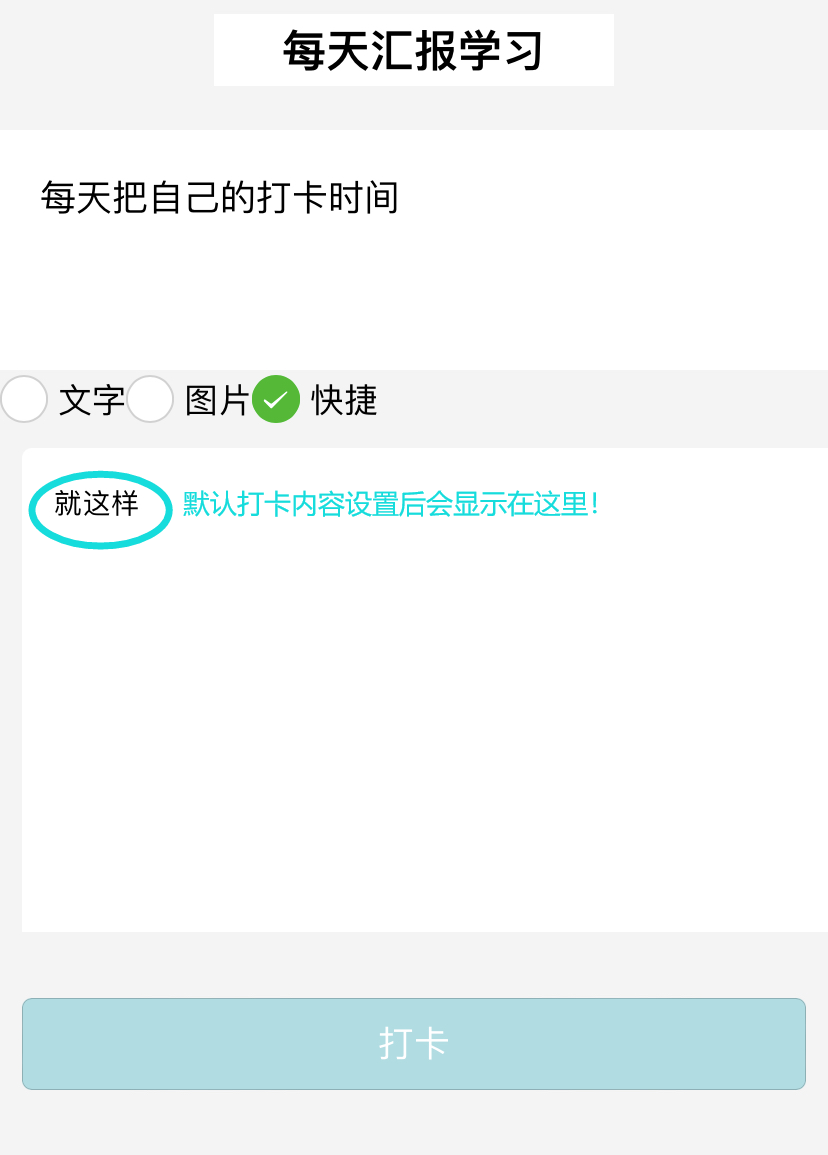 每天汇报学习
每天把自己的打卡时间
文字 图片 快捷
就这样 默认打卡内容设置后会显示在这里！
打卡